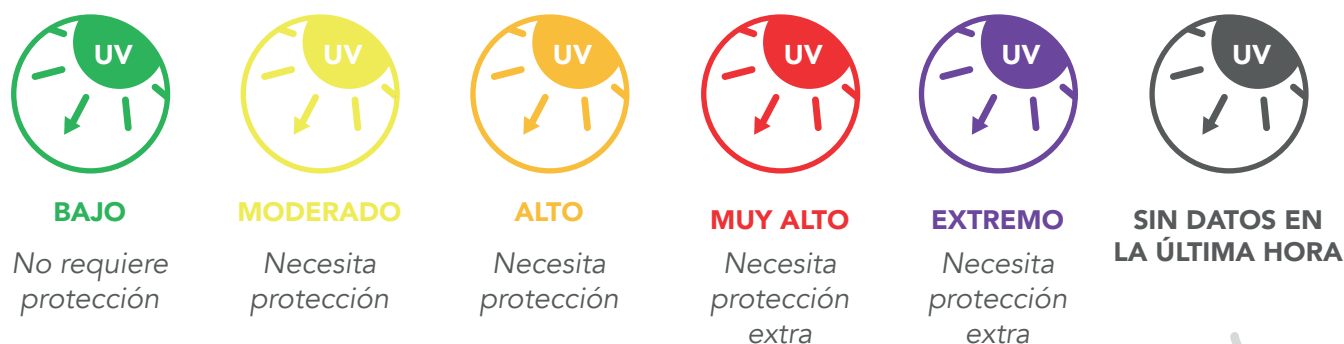 UV
BAJO
No requiere
protección
UV
MODERADO
Necesita
protección
UV
ALTO
Necesita
protección
UV
MUY ALTO
Necesita
protección
extra
UV
EXTREMO
Necesita
protección
extra
UV
SIN DATOS EN
LA ÚLTIMA HORA